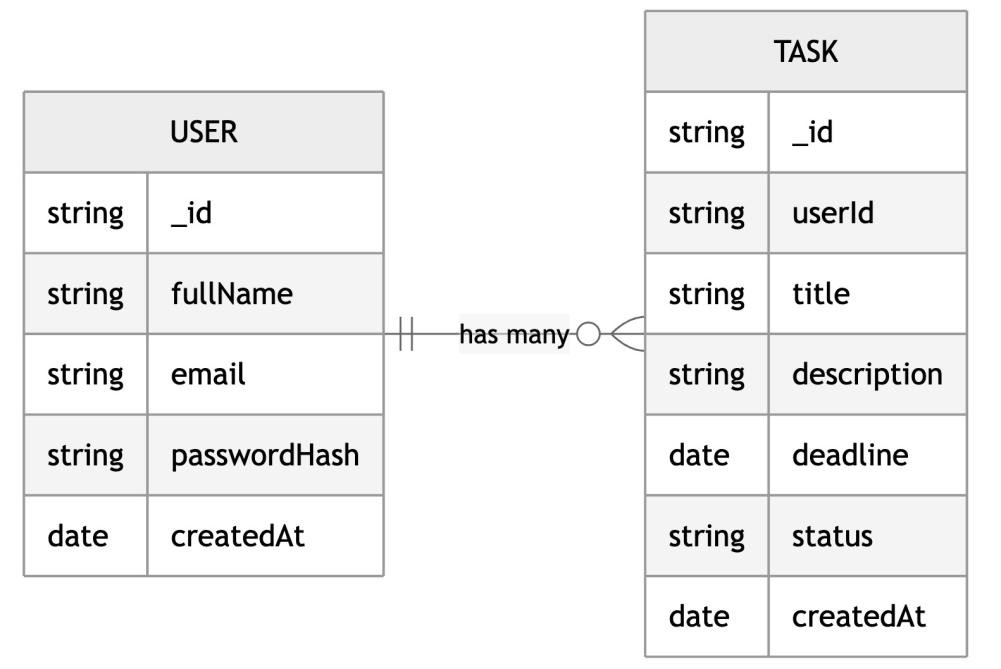 USER
string _id
string fullName
string email
string passwordHash
date createdAt
has many
TASK
string _id
string userId
string title
string description
date deadline
string status
date createdAt